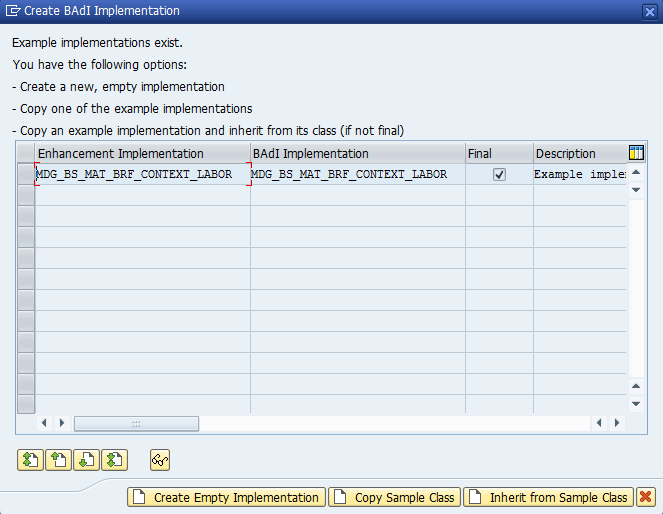 Create BAdI Implementation
Example implementations exist.
You have the following options:
- Create a new, empty implementation
- Copy one of the example implementations
- Copy an example implementation and inherit from its class (if not final)
Enhancement Implementation BAdI Implementation Final Description
MDG_BS_MAT_BRF_CONTEXT_LABOR MDG_BS_MAT_BRF_CONTEXT_LABOR Example imple
Create Empty Implementation Copy Sample Class Inherit from Sample Class